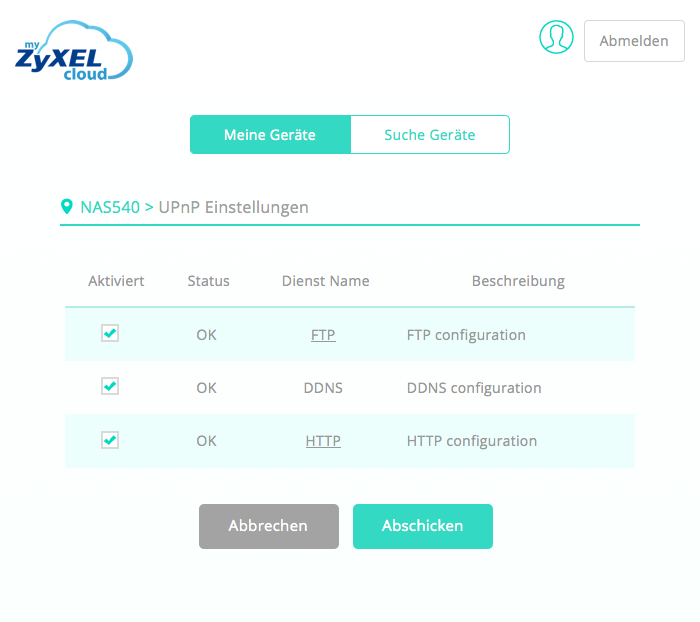 my
ZyXEL
cloud
Abmelden
Meine Geräte Suche Geräte
NAS540 > UPnP Einstellungen
Aktiviert Status Dienst Name Beschreibung
OK FTP FTP configuration
OK DDNS DDNS configuration
OK HTTP HTTP configuration
Abbrechen Abschicken